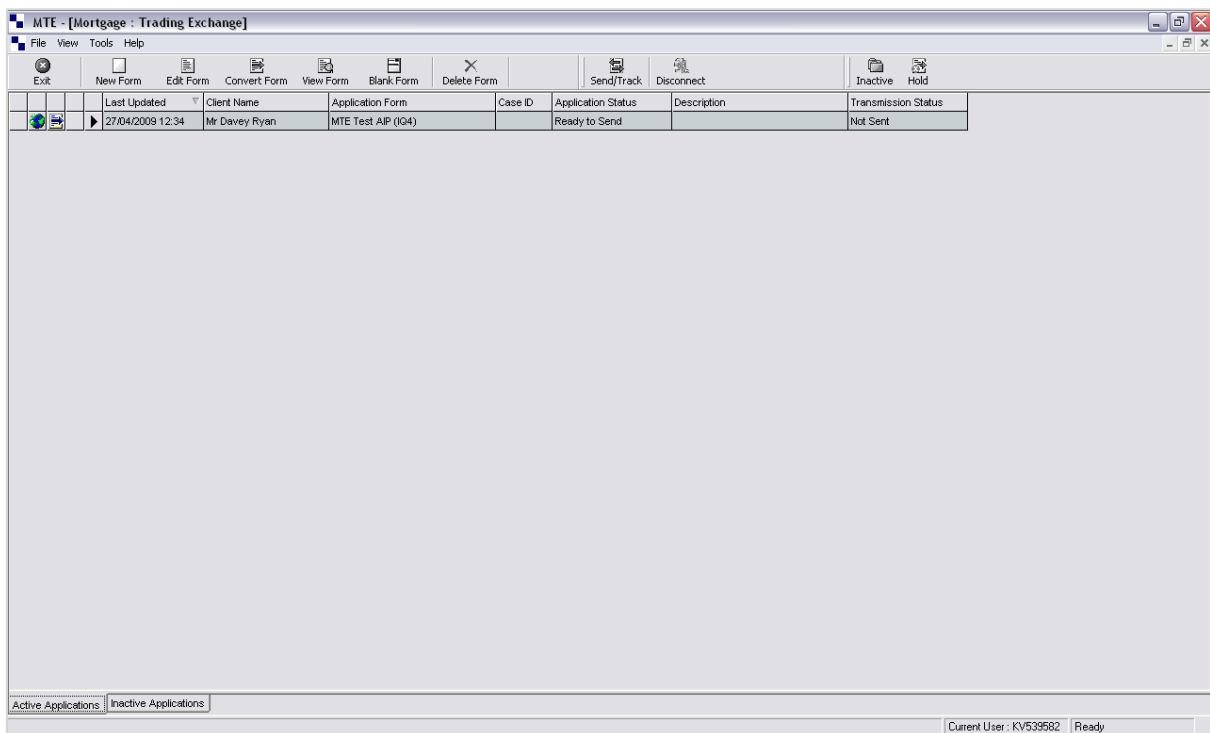 MTE - [Mortgage : Trading Exchange]
File View Tools Help
Exit New Form Edit Form Convert Form View Form Blank Form Delete Form Send/Track Disconnect Inactive Hold
Last Updated Client Name Application Form Case ID Application Status Description Transmission Status
27/04/2009 12:34 Mr Davey Ryan MTE Test AIP (IQ4) Ready to Send Not Sent
Active Applications Inactive Applications
Current User : KV539582 Ready